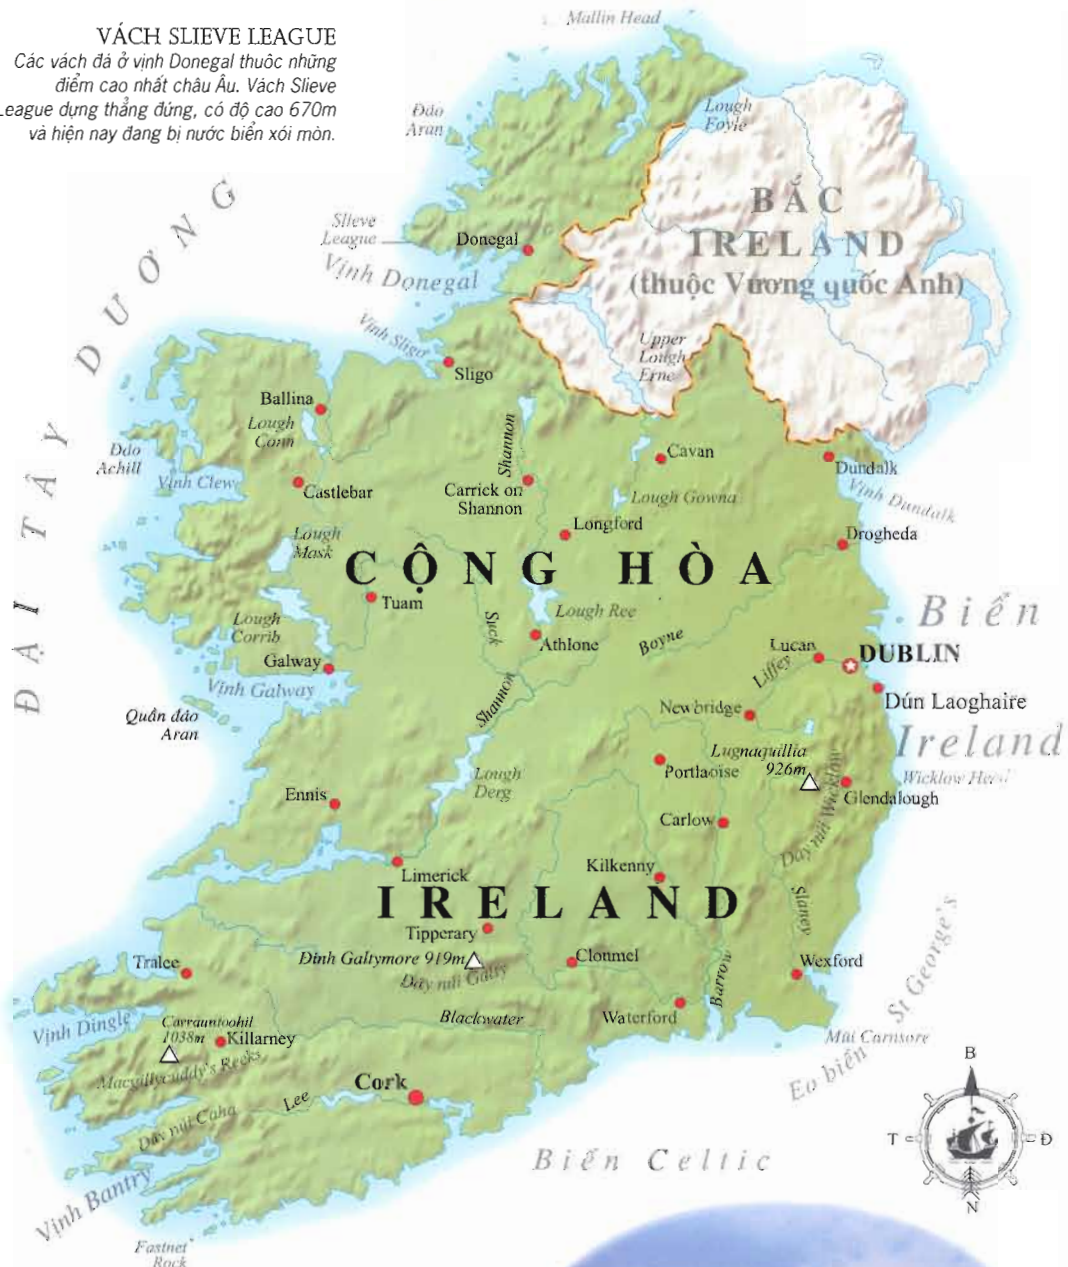 VÁCH SLIEVE LEAGUE
Các vách đá ở vịnh Donegal thuộc những
điểm cao nhất châu Âu. Vách Slieve
League dựng thẳng đứng, có độ cao 670m
và hiện nay đang bị nước biển xói mòn.
Mallin Head
Đảo
Aran
Lough
Foyle
BẮC
IRELAND
(thuộc Vương quốc Anh)
Slieve
League
Donegal
Vịnh Donegal
ĐẠI TÂY DƯƠNG
Vịnh Sligo
Sligo
Upper
Lough
Erne
Ballina
Lough
Conn
Shannon
Cavan
Dundalk
Vịnh Dundalk
Đảo
Achill
Vịnh Clew
Castlebar
Carrick on
Shannon
Lough Gowna
Longford
Drogheda
Lough
Mask
CỘNG HÒA
Tuam
Suck
Lough Ree
Athlone
Boyne
Biển
Lough
Corrib
Galway
Vịnh Galway
Lucan
Liffey
DUBLIN
Dún Laoghaire
Quần đảo
Aran
Shannon
Newbridge
Ireland
Lugnaquillia
926m
Wicklow Head
Portlaoise
Glendalough
Dãy núi Wicklow
Lough
Derg
Ennis
Carlow
Limerick
Kilkenny
IRELAND
Slaney
Tipperary
Đỉnh Galtymore 919m
Dãy núi Galty
Clonmel
Barrow
Wexford
St George's
Tralee
Vịnh Dingle
Carrauntoohil
1038m
Killarney
Macgillycuddy's Reeks
Blackwater
Waterford
Mũi Carnsore
Eo biển
Cork
Lee
Dãy núi Caha
Vịnh Bantry
Biển Celtic
Fastnet
Rock
B
T
Đ
N